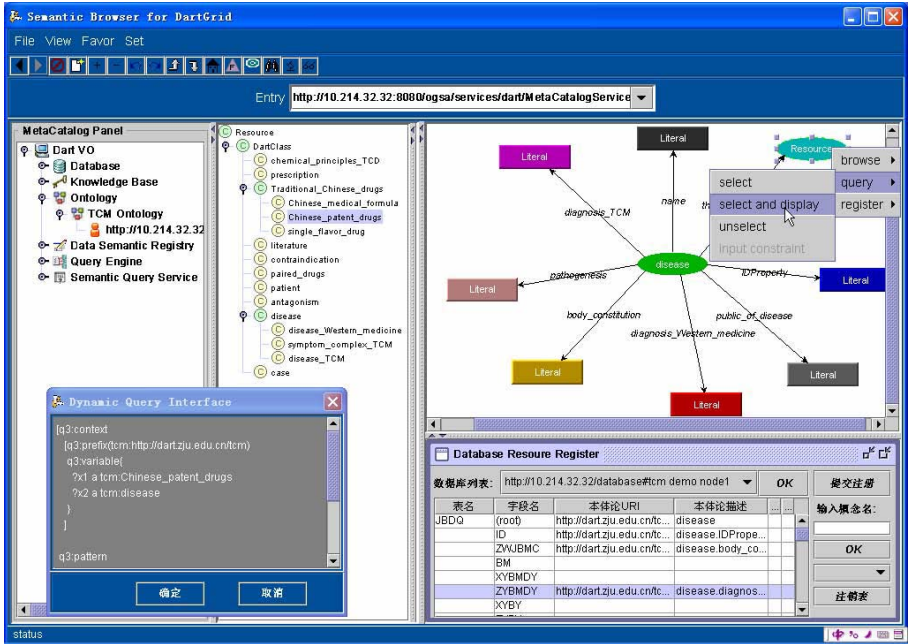 Semantic Browser for DartGrid
File View Favor Set
Entry http://10.214.32.32:8080/ogsa/services/dart/MetaCatalogService
MetaCatalog Panel
Dart VO
Database
Knowledge Base
Ontology
TCM Ontology
http://10.214.32.32
Data Semantic Registry
Query Engine
Semantic Query Service
Resource
DartClass
chemical_principles_TCD
prescription
Traditional_Chinese_drugs
Chinese_medical_formula
Chinese_patent_drugs
single_flavor_drug
literature
contraindication
paired_drugs
patient
antagonism
disease
disease_Western_medicine
symptom_complex_TCM
disease_TCM
case
Literal
Literal
Resource
browse
query
register
select
select and display
unselect
input constraint
diagnosis_TCM
name
th
disease
pathogenesis
IDProperty
Literal
Literal
body_constitution
public_of_disease
diagnosis_Western_medicine
Literal
Literal
Literal
Dynamic Query Interface
[q3:context
[q3:prefix(tcm:http://dart.zju.edu.cn/tcm)
q3:variable{
?x1 a tcm:Chinese_patent_drugs
?x2 a tcm:disease
}
]
q3:pattern
确定 取消
Database Resoure Register
数据库列表: http://10.214.32.32/database#tcm demo node1 OK 提交注册
表名 字段名 本体论URI 本体论描述 ... ... 输入概念名:
JBDQ (root) http://dart.zju.edu.cn/tc... disease
ID http://dart.zju.edu.cn/tc... disease.IDPrope...
ZWJBMC http://dart.zju.edu.cn/tc... disease.body_co...
OK
BM
XYBMDY
ZYBMDY http://dart.zju.edu.cn/tc... disease.diagnos...
注销表
XYBY
status
中